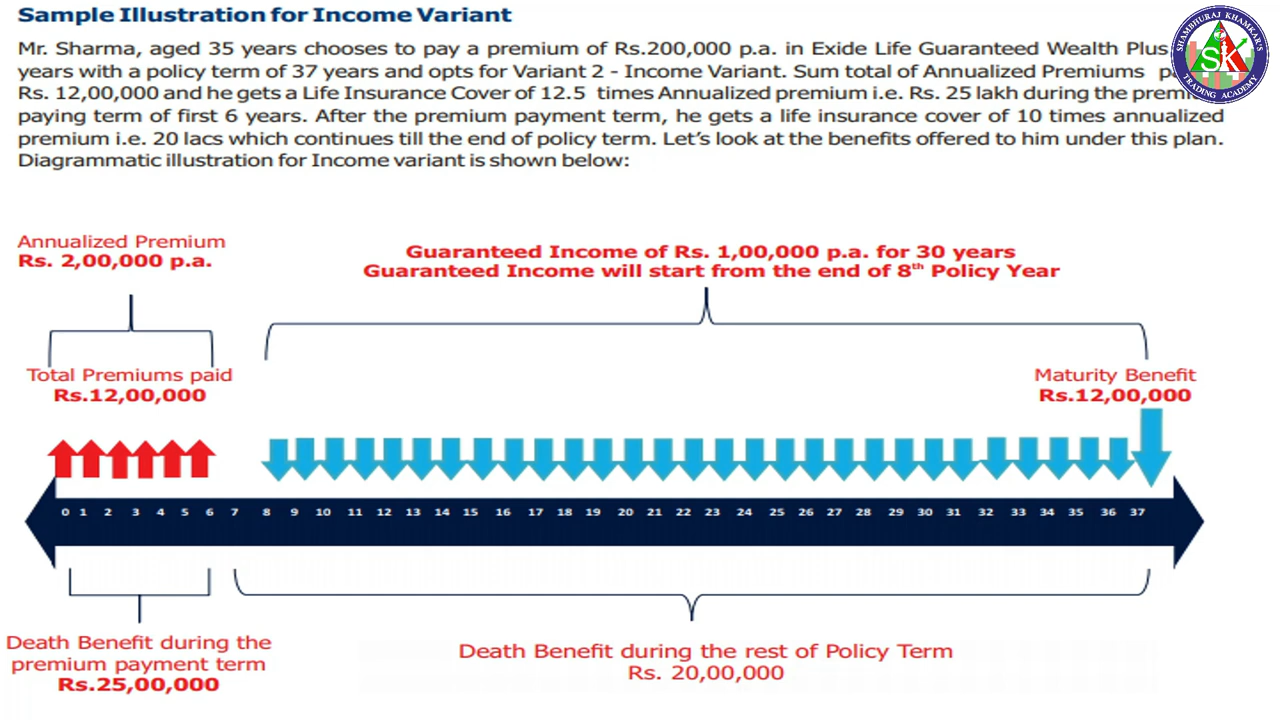 Sample Illustration for Income Variant
Mr. Sharma, aged 35 years chooses to pay a premium of Rs.200,000 p.a. in Exide Life Guaranteed Wealth Plus
years with a policy term of 37 years and opts for Variant 2 - Income Variant. Sum total of Annualized Premiums
Rs. 12,00,000 and he gets a Life Insurance Cover of 12.5 times Annualized premium i.e. Rs. 25 lakh during the
paying term of first 6 years. After the premium payment term, he gets a life insurance cover of 10 times annualized
premium i.e. 20 lacs which continues till the end of policy term. Let's look at the benefits offered to him under this plan.
Diagrammatic illustration for Income variant is shown below:
SHAMBHURAJ KHAMKAR'S
SK
TRADING ACADEMY
Annualized Premium
Rs. 2,00,000 p.a.
Guaranteed Income of Rs. 1,00,000 p.a. for 30 years
Guaranteed Income will start from the end of 8th Policy Year
Total Premiums paid
Rs.12,00,000
Maturity Benefit
Rs.12,00,000
0 1 2 3 4 5 6 7 8 9 10 11 12 13 14 15 16 17 18 19 20 21 22 23 24 25 26 27 28 29 30 31 32 33 34 35 36 37
Death Benefit during the
premium payment term
Rs.25,00,000
Death Benefit during the rest of Policy Term
Rs. 20,00,000